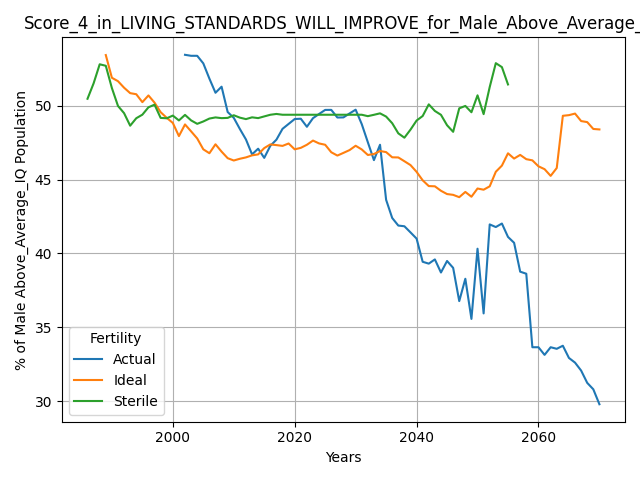 Score_4_in_LIVING_STANDARDS_WILL_IMPROVE_for_Male_Above_Average_
% of Male Above_Average_IQ Population
50
45
40
35
30
Fertility
Actual
Ideal
Sterile
2000
2020
2040
2060
Years